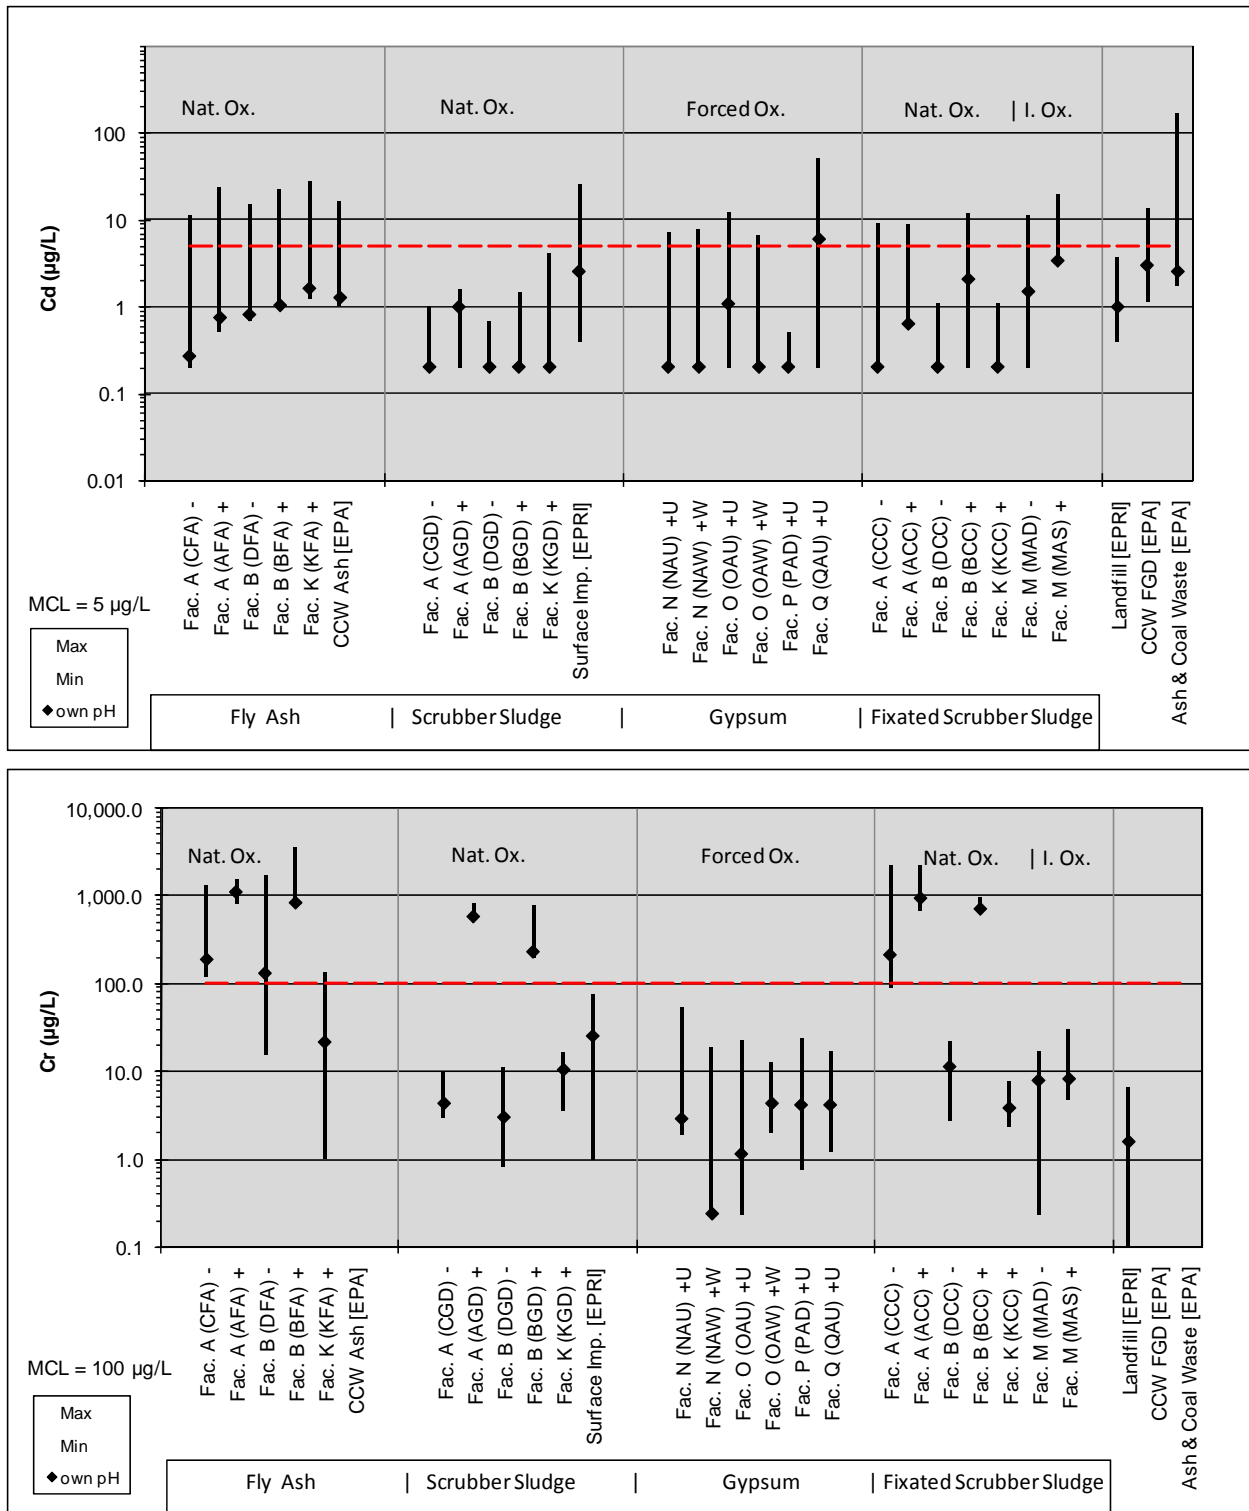 Nat. Ox.
Nat. Ox.
Forced Ox.
Nat. Ox.
| I. Ox.
100
10
1
0.1
0.01
Cd (µg/L)
Fac. A (CFA) -
Fac. A (AFA) +
Fac. B (DFA) -
Fac. B (BFA) +
Fac. K (KFA) +
CCW Ash [EPA]
Fac. A (CGD) -
Fac. A (AGD) +
Fac. B (DGD) -
Fac. B (BGD) +
Fac. K (KGD) +
Surface Imp. [EPRI]
Fac. N (NAU) +U
Fac. N (NAW) +W
Fac. O (OAU) +U
Fac. O (OAW) +W
Fac. P (PAD) +U
Fac. Q (QAU) +U
Fac. A (CCC) -
Fac. A (ACC) +
Fac. B (DCC) -
Fac. B (BCC) +
Fac. K (KCC) +
Fac. M (MAD) -
Fac. M (MAS) +
Landfill [EPRI]
CCW FGD [EPA]
Ash & Coal Waste [EPA]
MCL = 5 µg/L
Max
Min
own pH
Fly Ash | Scrubber Sludge | Gypsum | Fixated Scrubber Sludge
10,000.0
1,000.0
100.0
10.0
1.0
0.1
Cr (µg/L)
Nat. Ox.
Nat. Ox.
Forced Ox.
Nat. Ox.
| I. Ox.
Fac. A (CFA) -
Fac. A (AFA) +
Fac. B (DFA) -
Fac. B (BFA) +
Fac. K (KFA) +
CCW Ash [EPA]
Fac. A (CGD) -
Fac. A (AGD) +
Fac. B (DGD) -
Fac. B (BGD) +
Fac. K (KGD) +
Surface Imp. [EPRI]
Fac. N (NAU) +U
Fac. N (NAW) +W
Fac. O (OAU) +U
Fac. O (OAW) +W
Fac. P (PAD) +U
Fac. Q (QAU) +U
Fac. A (CCC) -
Fac. A (ACC) +
Fac. B (DCC) -
Fac. B (BCC) +
Fac. K (KCC) +
Fac. M (MAD) -
Fac. M (MAS) +
Landfill [EPRI]
CCW FGD [EPA]
Ash & Coal Waste [EPA]
MCL = 100 µg/L
Max
Min
own pH
Fly Ash | Scrubber Sludge | Gypsum | Fixated Scrubber Sludge